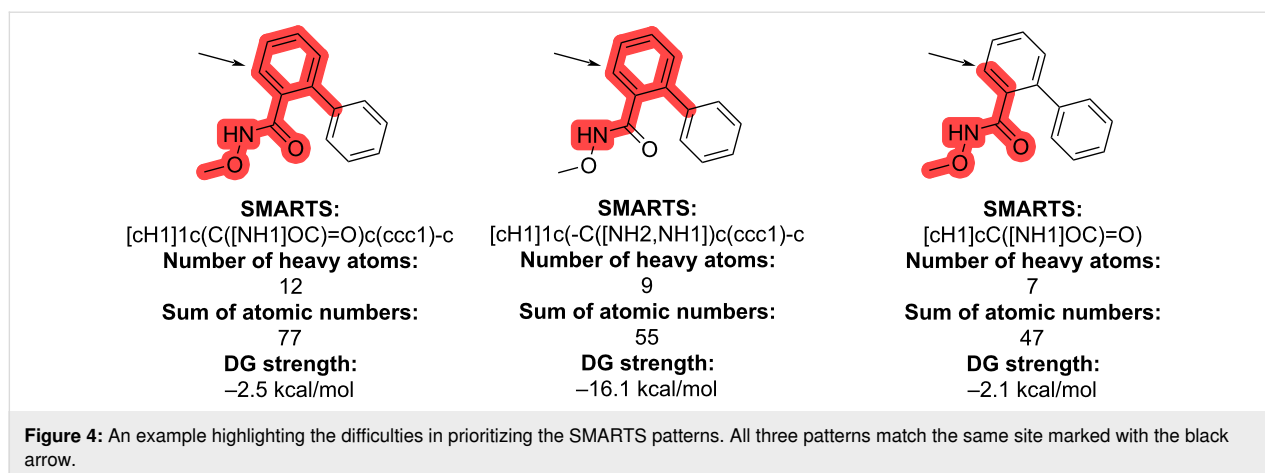 HN
O
O
HN
O
O
HN
O
O
SMARTS:
[cH1]1c(C([NH1]OC)=O)c(ccc1)-c
Number of heavy atoms:
12
Sum of atomic numbers:
77
DG strength:
–2.5 kcal/mol
SMARTS:
[cH1]1c(-C([NH2,NH1])c(ccc1)-c
Number of heavy atoms:
9
Sum of atomic numbers:
55
DG strength:
–16.1 kcal/mol
SMARTS:
[cH1]cC([NH1]OC)=O)
Number of heavy atoms:
7
Sum of atomic numbers:
47
DG strength:
–2.1 kcal/mol
Figure 4: An example highlighting the difficulties in prioritizing the SMARTS patterns. All three patterns match the same site marked with the black
arrow.